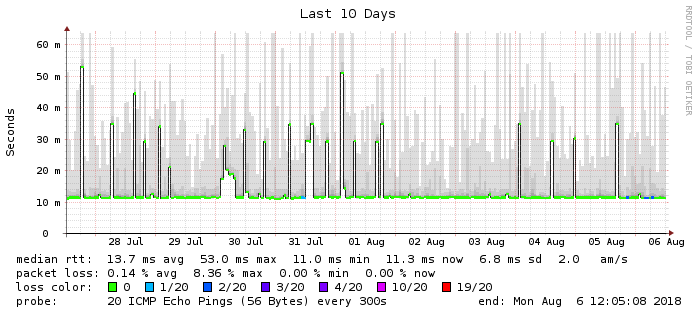 Last 10 Days
RRDTOOL / TOBI OETIKER
Seconds
60 m
50 m
40 m
30 m
20 m
10 m
0
28 Jul 29 Jul 30 Jul 31 Jul 01 Aug 02 Aug 03 Aug 04 Aug 05 Aug 06 Aug
median rtt: 13.7 ms avg 53.0 ms max 11.0 ms min 11.3 ms now 6.8 ms sd 2.0 am/s
packet loss: 0.14 % avg 8.36 % max 0.00 % min 0.00 % now
loss color: 0 1/20 2/20 3/20 4/20 10/20 19/20
probe: 20 ICMP Echo Pings (56 Bytes) every 300s end: Mon Aug 6 12:05:08 2018